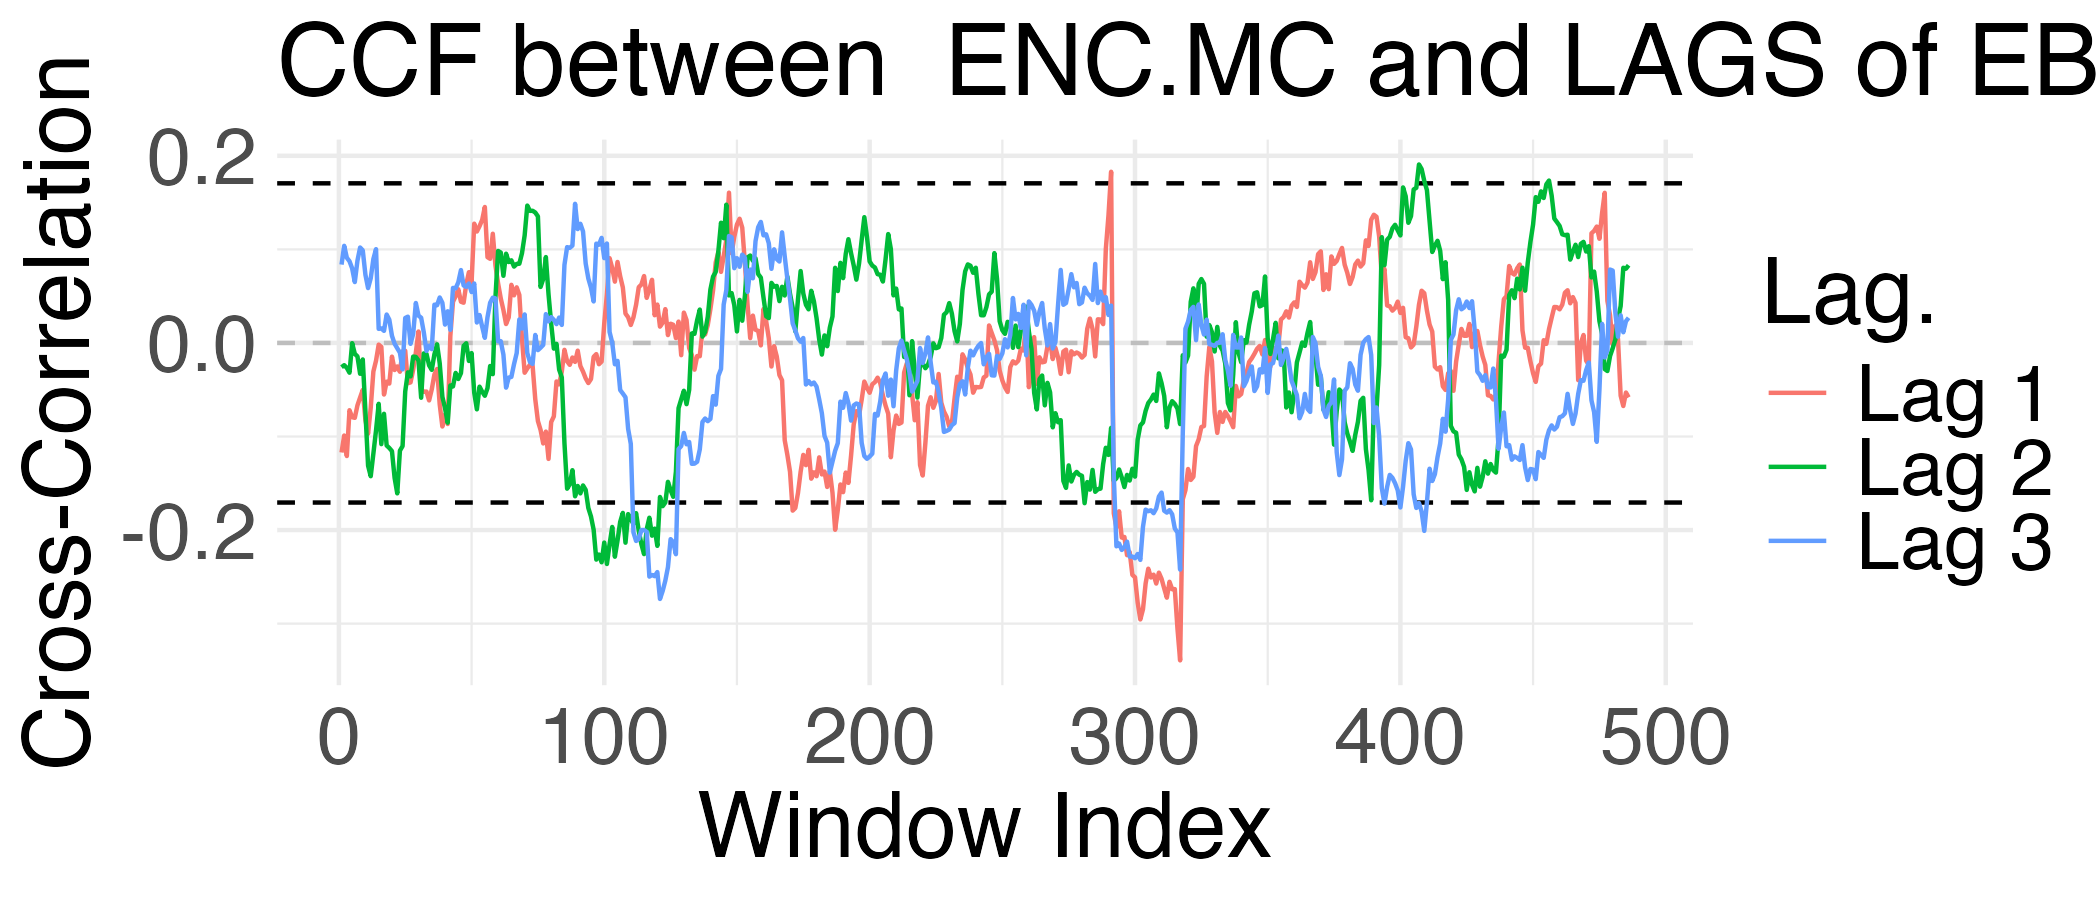 CCF between  ENC.MC and LAGS of EB
Cross-Correlation
0.2
0.0
-0.2
0 100 200 300 400 500
Window Index
Lag.
Lag 1
Lag 2
Lag 3